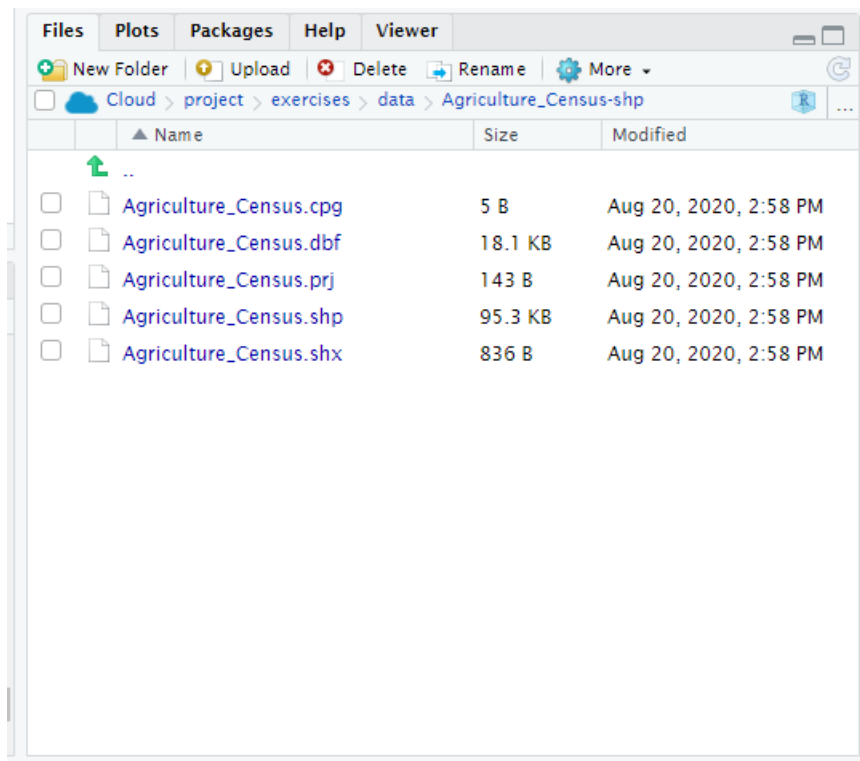 Files Plots Packages Help Viewer
New Folder Upload Delete Rename More
Cloud > project > exercises > data > Agriculture_Census-shp R ...
Name Size Modified
..
Agriculture_Census.cpg 5 B Aug 20, 2020, 2:58 PM
Agriculture_Census.dbf 18.1 KB Aug 20, 2020, 2:58 PM
Agriculture_Census.prj 143 B Aug 20, 2020, 2:58 PM
Agriculture_Census.shp 95.3 KB Aug 20, 2020, 2:58 PM
Agriculture_Census.shx 836 B Aug 20, 2020, 2:58 PM